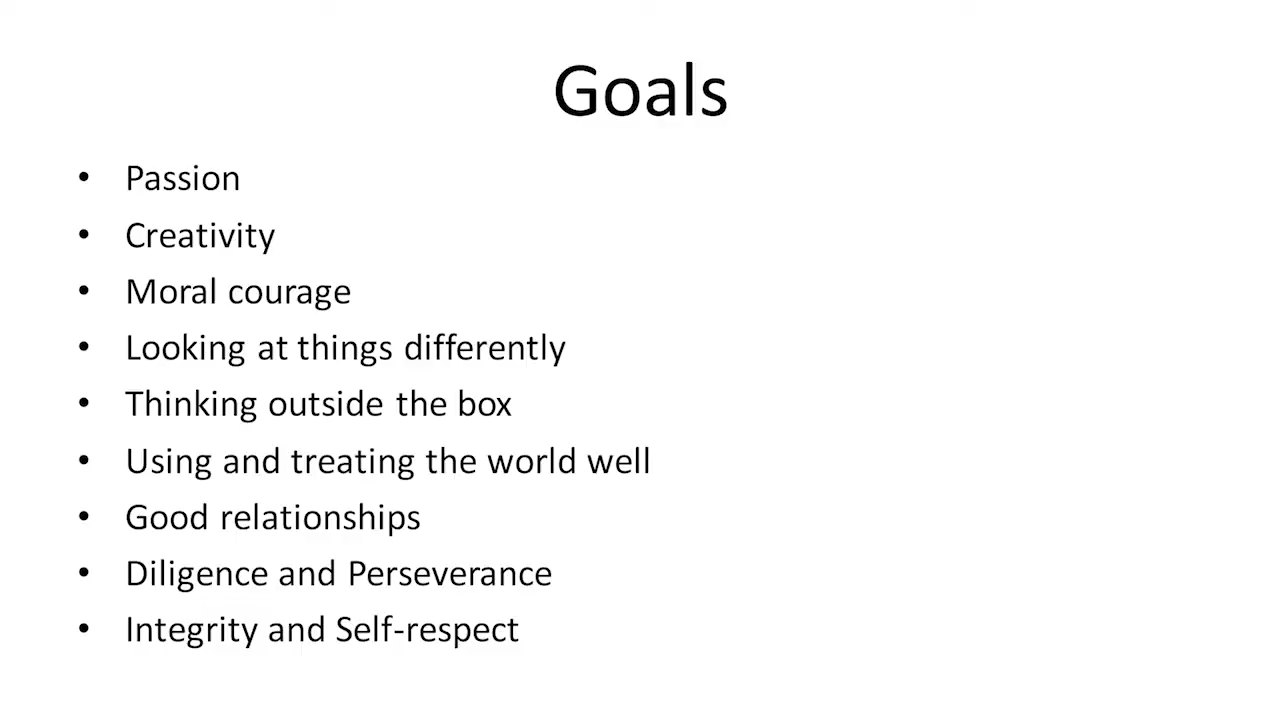 Goals
• Passion
• Creativity
• Moral courage
• Looking at things differently
• Thinking outside the box
• Using and treating the world well
• Good relationships
• Diligence and Perseverance
• Integrity and Self-respect